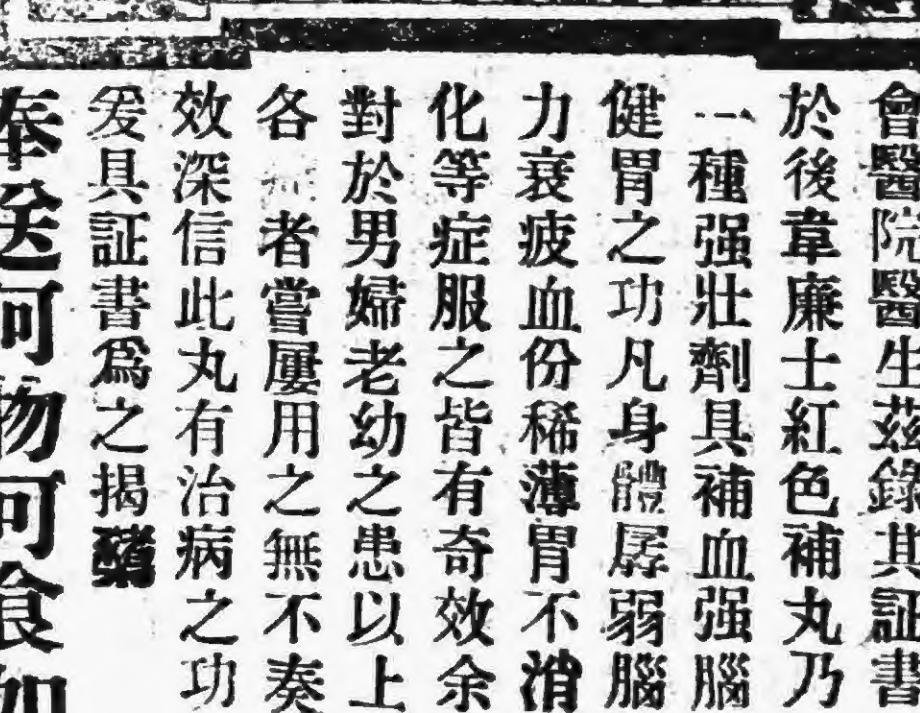 會醫院醫生茲錄其証書
於後韋廉士紅色補丸乃
一種强壯劑具補血强腦
健胃之功凡身體孱弱腦
力衰疲血份稀薄胃不消
化等症服之皆有奇效余
對於男婦老幼之患以上
各 者嘗屢用之無不奏
效深信此丸有治病之功
爰具証書爲之揭
奉送何物可食如